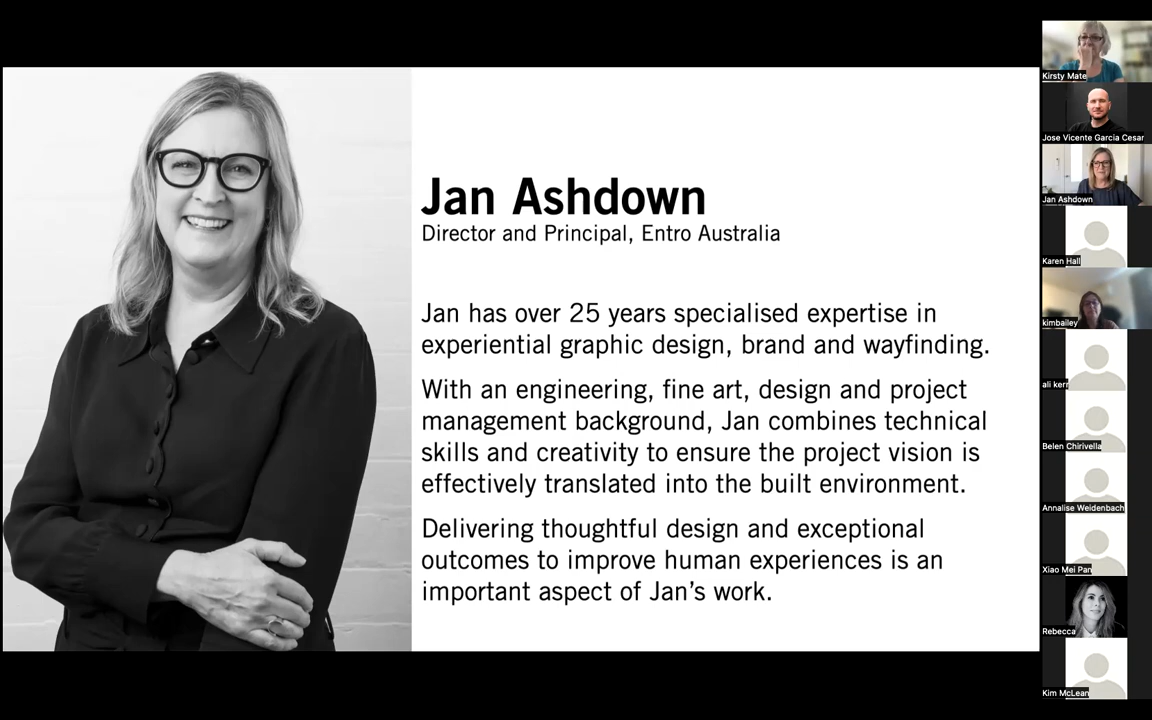 Jan Ashdown
Director and Principal, Entro Australia
Jan has over 25 years specialised expertise in
experiential graphic design, brand and wayfinding.
With an engineering, fine art, design and project
management background, Jan combines technical
skills and creativity to ensure the project vision is
effectively translated into the built environment.
Delivering thoughtful design and exceptional
outcomes to improve human experiences is an
important aspect of Jan’s work.
Kirsty Mate
Jose Vicente Garcia Cesar
Jan Ashdown
Karen Hall
kimbailey
ali kerr
Belen Chirivella
Annalise Weidenbach
Xiao Mei Pan
Rebecca
Kim McLean